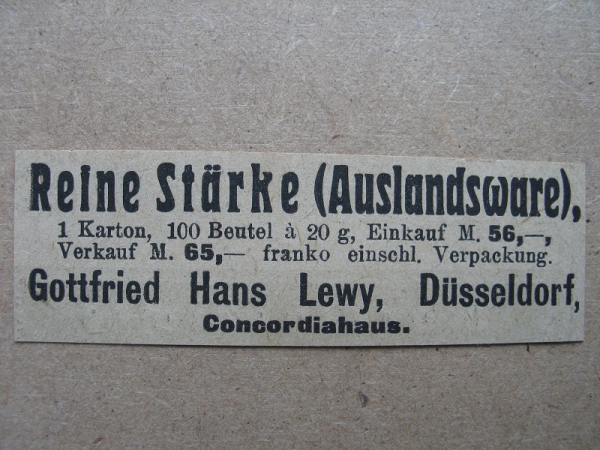 Reine Stärke (Auslandsware),
1 Karton, 100 Beutel à 20 g, Einkauf M. 56,—,
Verkauf M. 65,— franko einschl. Verpackung.
Gottfried Hans Lewy, Düsseldorf,
Concordiahaus.